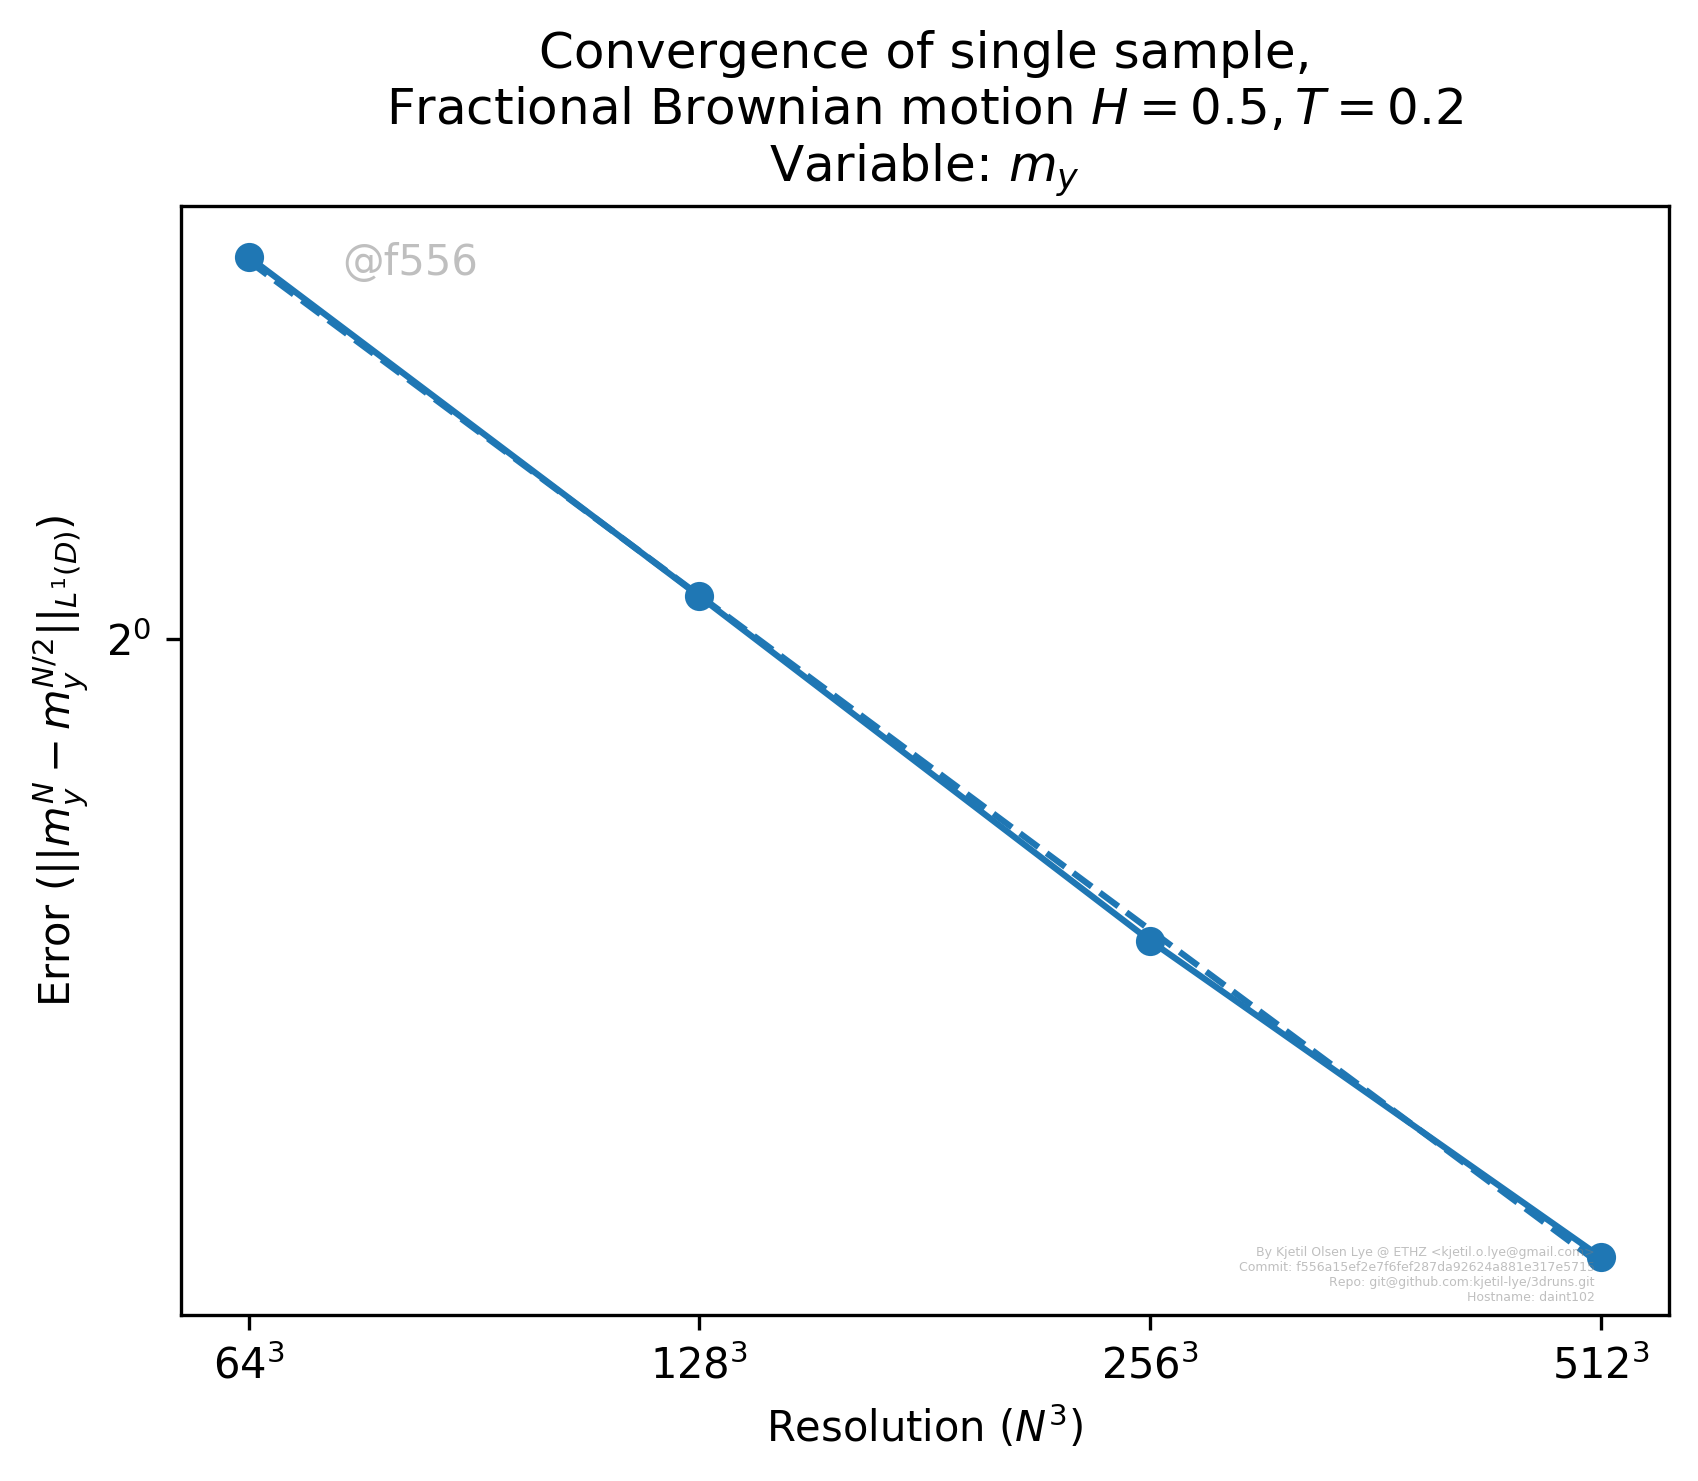 Convergence of single sample,
Fractional Brownian motion H = 0.5, T = 0.2
Variable: m_y
@f556
2^0
Error (||m_y^N − m_y^{N/2}||_{L^1(D)})
By Kjetil Olsen Lye @ ETHZ <kjetil.o.lye@gmail.com
Commit:
Repo: git@github.com:kjetil-lye/3druns.git
Hostname: daint102
64^3 128^3 256^3 512^3
Resolution (N^3)